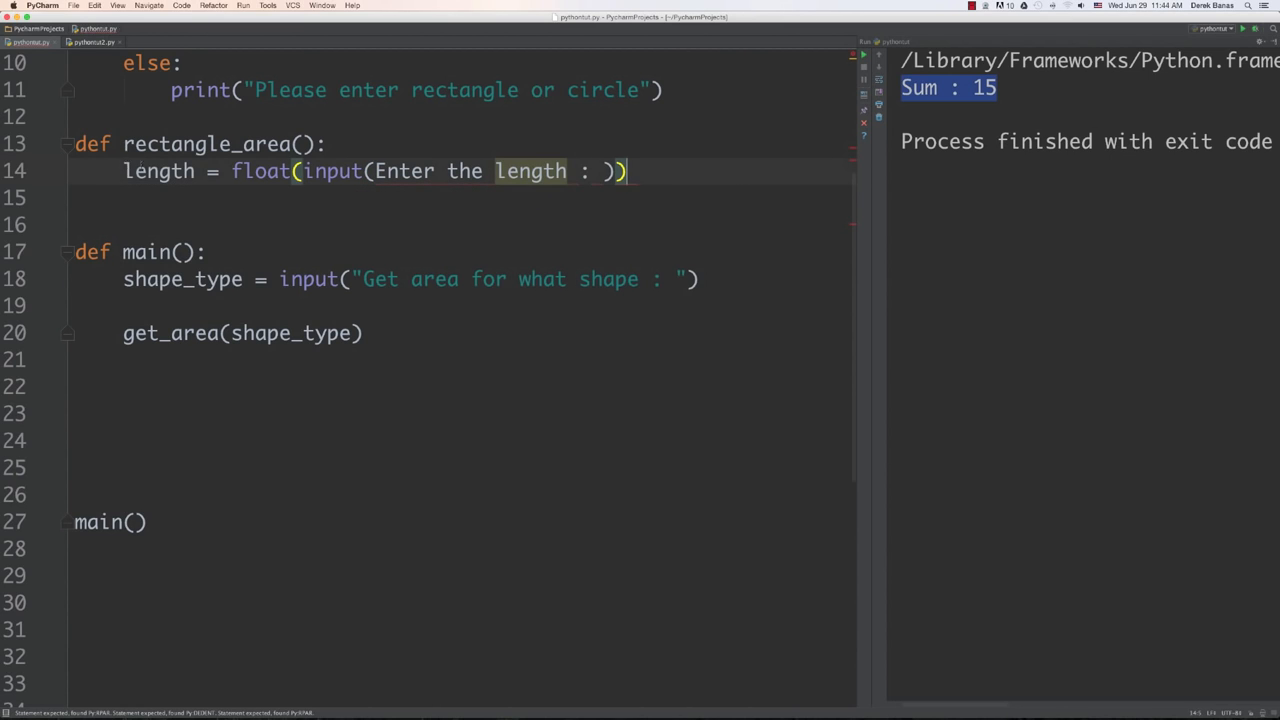 PyCharm File Edit View Navigate Code Refactor Run Tools VCS Window Help 10 Wed Jun 29 11:44 AM Derek Banas
pythontut.py - PycharmProjects - [~/PycharmProjects]
PycharmProjects pythontut.py pythontut
pythontut.py pythontut2.py Run: pythontut
10 else:
11 print("Please enter rectangle or circle")
12
13 def rectangle_area():
14 length = float(input(Enter the length : ))
15
16
17 def main():
18 shape_type = input("Get area for what shape : ")
19
20 get_area(shape_type)
21
22
23
24
25
26
27 main()
28
29
30
31
32
33
/Library/Frameworks/Python.frame
Sum : 15
Process finished with exit code
Statement expected, found Py:RPAR. Statement expected, found Py:DEDENT. Statement expected, found Py:RPAR. 14:5 LF÷ UTF-8÷